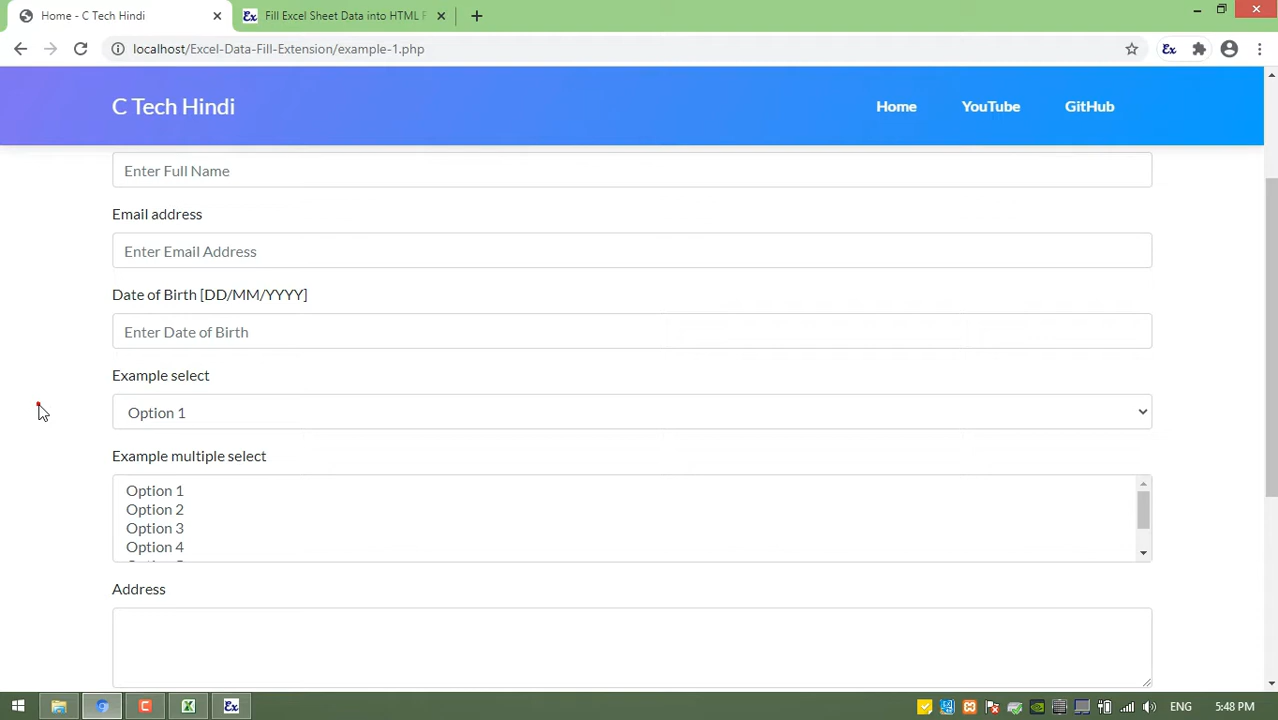 Home - C Tech Hindi
Fill Excel Sheet Data into HTML F
localhost/Excel-Data-Fill-Extension/example-1.php
Ex
C Tech Hindi
Home
YouTube
GitHub
Enter Full Name
Email address
Enter Email Address
Date of Birth [DD/MM/YYYY]
Enter Date of Birth
Example select
Option 1
Example multiple select
Option 1
Option 2
Option 3
Option 4
Address
Ex
ENG
5:48 PM